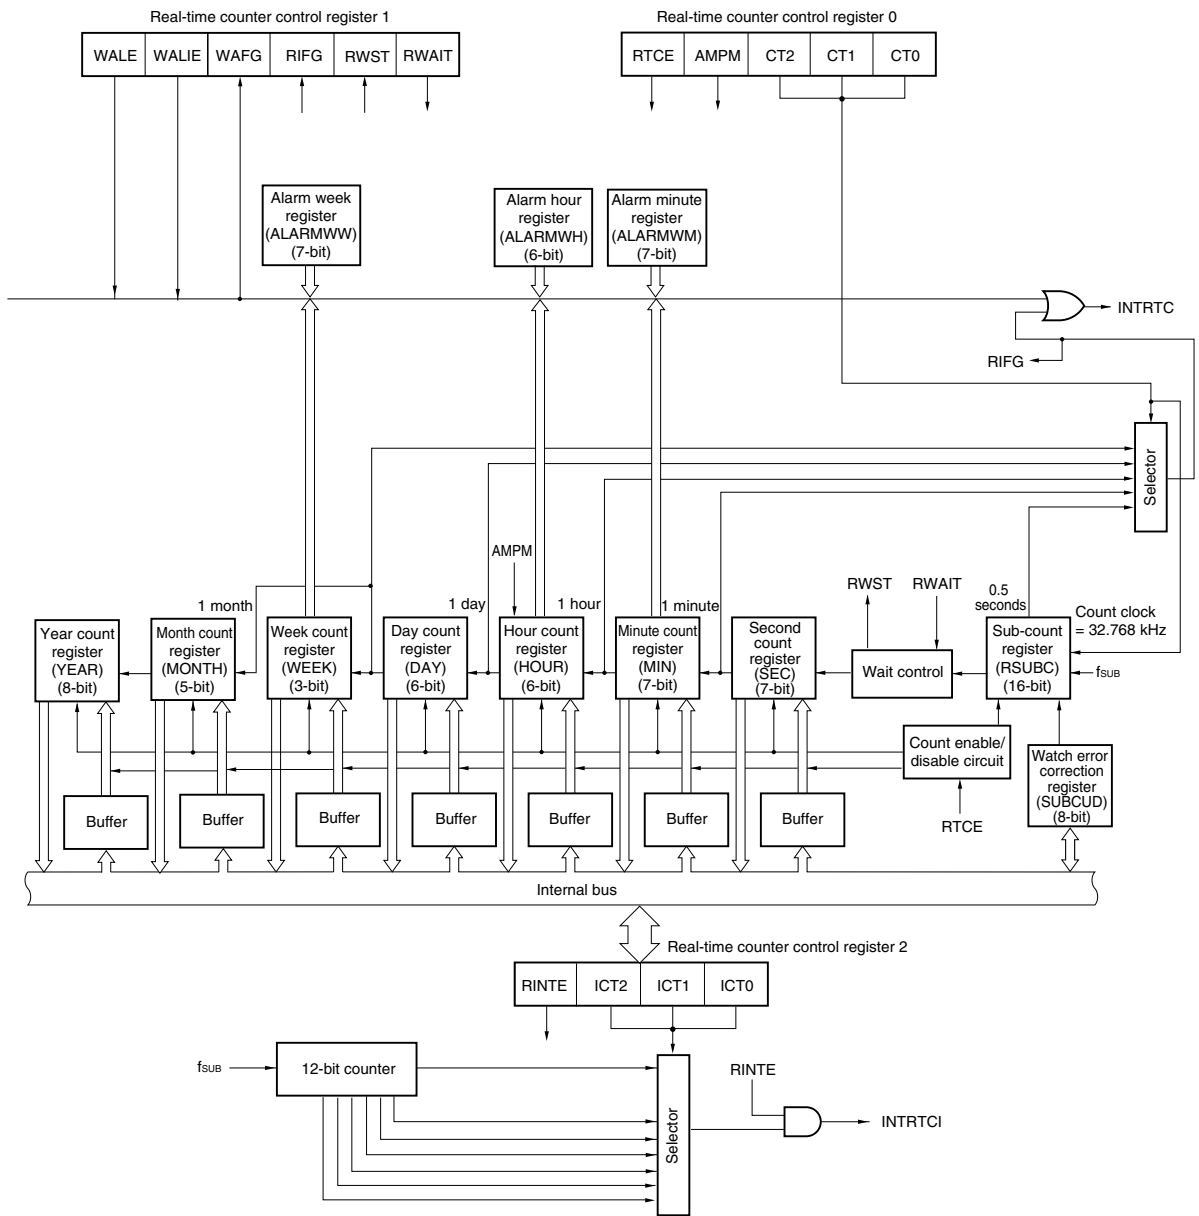 Real-time counter control register 1
Real-time counter control register 0
WALE WALIE WAFG RIFG RWST RWAIT
RTCE AMPM CT2 CT1 CT0
Alarm week
register
(ALARMWW)
(7-bit)
Alarm hour
register
(ALARMWH)
(6-bit)
Alarm minute
register
(ALARMWM)
(7-bit)
INTRTC
RIFG
Selector
AMPM
RWST
RWAIT
0.5
seconds
Count clock
= 32.768 kHz
1 month
1 day
1 hour
1 minute
Year count
register
(YEAR)
(8-bit)
Month count
register
(MONTH)
(5-bit)
Week count
register
(WEEK)
(3-bit)
Day count
register
(DAY)
(6-bit)
Hour count
register
(HOUR)
(6-bit)
Minute count
register
(MIN)
(7-bit)
Second
count
register
(SEC)
(7-bit)
Wait control
Sub-count
register
(RSUBC)
(16-bit)
fSUB
Count enable/
disable circuit
RTCE
Watch error
correction
register
(SUBCUD)
(8-bit)
Buffer
Buffer
Buffer
Buffer
Buffer
Buffer
Buffer
Internal bus
Real-time counter control register 2
RINTE ICT2 ICT1 ICT0
fSUB
12-bit counter
Selector
RINTE
INTRTCI